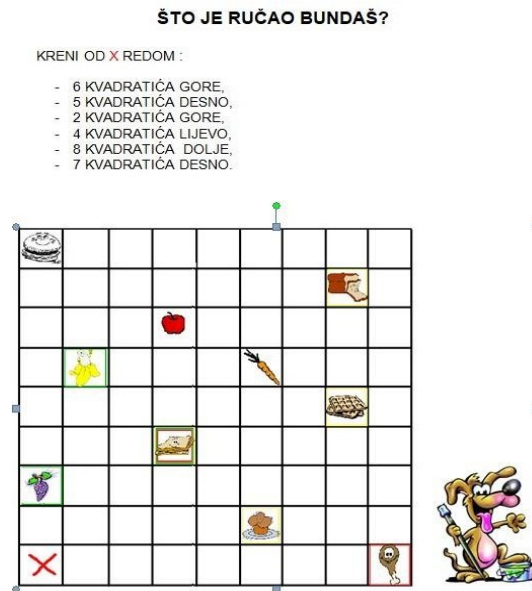 ŠTO JE RUČAO BUNDAŠ?
KRENI OD X REDOM :
- 6 KVADRATIĆA GORE,
- 5 KVADRATIĆA DESNO,
- 2 KVADRATIĆA GORE,
- 4 KVADRATIĆA LIJEVO,
- 8 KVADRATIĆA DOLJE,
- 7 KVADRATIĆA DESNO.
X